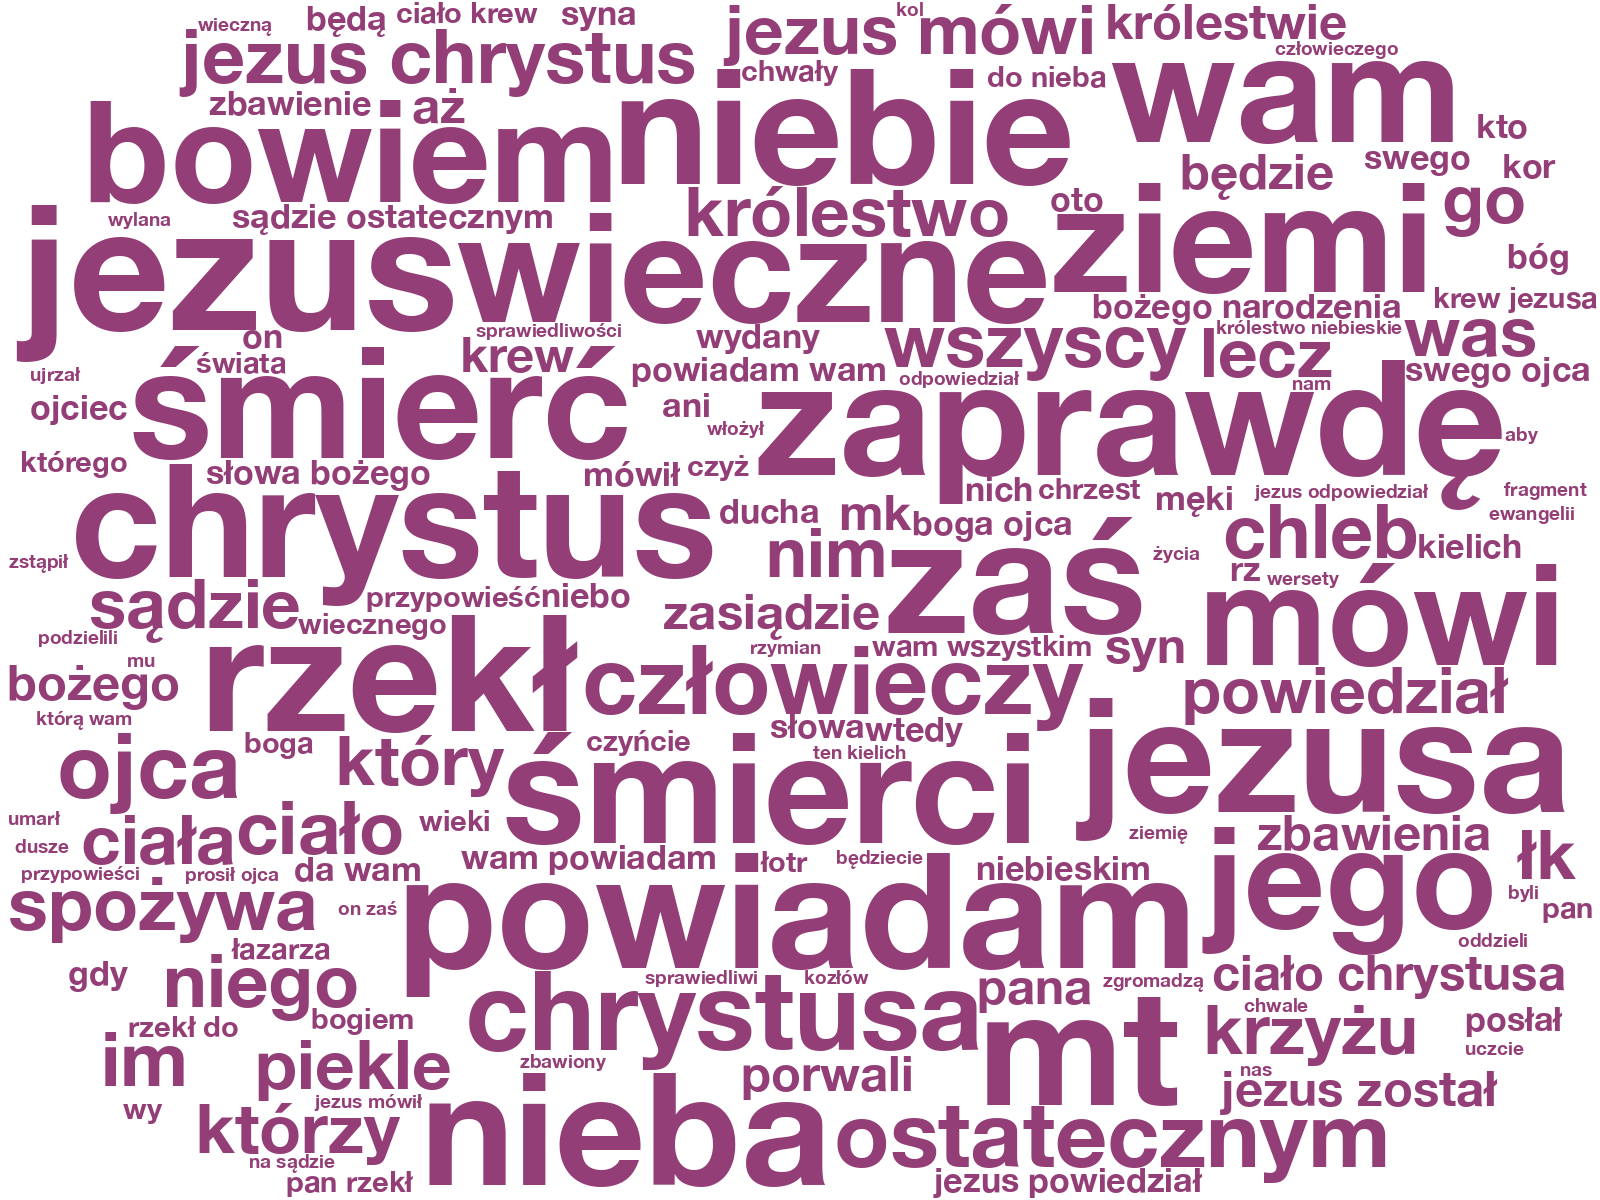 wieczną
będą
ciało krew
syna
jezus chrystus
jezus mówi
kol
królestwie
człowieczego
chwały
do nieba
wam
zbawienie
aż
bowiem
niebie
kto
będzie
swego
kor
wylana
sądzie ostatecznym
królestwo
oto
ziemi
go
jezus
wieczne
bóg
bożego narodzenia
krew jezusa
on
sprawiedliwości
wydany
wszyscy
królestwo niebieskie
lecz
was
ujrzał
świata
krew
powiadam wam
odpowiedział
nam
swego ojca
ojciec
śmierć
ani
włożył
zaprawdę
aby
którego
słowa bożego
mówił
czyż
nich
chrzest
męki
jezus odpowiedział
fragment
ewangelii
chrystus
ducha
mk
boga ojca
chleb
kielich
zstąpił
nim
zaś
życia
rz
wersety
sądzie
przypowieść
niebo
zasiądzie
mówi
wiecznego
podzielili
mu
rzymian
wam wszystkim
syn
bożego
rzekł
człowieczy
powiedział
którą wam
słowa
wtedy
ojca
boga
który
czyńcie
ten kielich
śmierci
jezusa
umarł
dusze
ciała
ciało
wieki
ziemię
zbawienia
przypowieści
prosił ojca
da wam
wam powiadam
łotr
będziecie
niebieskim
jego
łk
spożywa
on zaś
powiadam
byli
pan
łazarza
oddzieli
gdy
niego
sprawiedliwi
kozłów
pana
zgromadzą
ciało chrystusa
rzekł do
bogiem
chrystusa
mt
chwale
krzyżu
posłał
uczcie
im
piekle
zbawiony
porwali
nas
jezus został
wy
jezus mówił
którzy
nieba
ostatecznym
na sądzie
pan rzekł
jezus powiedział